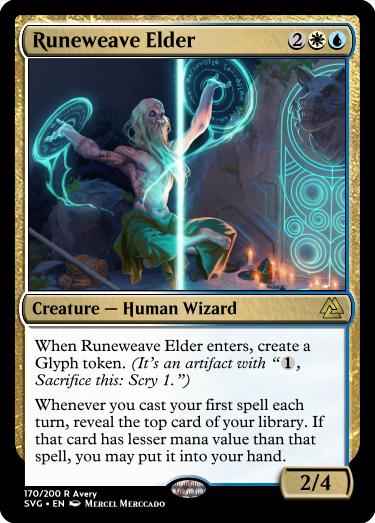 Runeweave Elder 2
Creature — Human Wizard
When Runeweave Elder enters, create a
Glyph token. (It's an artifact with “1,
Sacrifice this: Scry 1.”)
Whenever you cast your first spell each
turn, reveal the top card of your library. If
that card has lesser mana value than that
spell, you may put it into your hand.
2/4
170/200 R Avery
SVG • EN Mercel Merccado